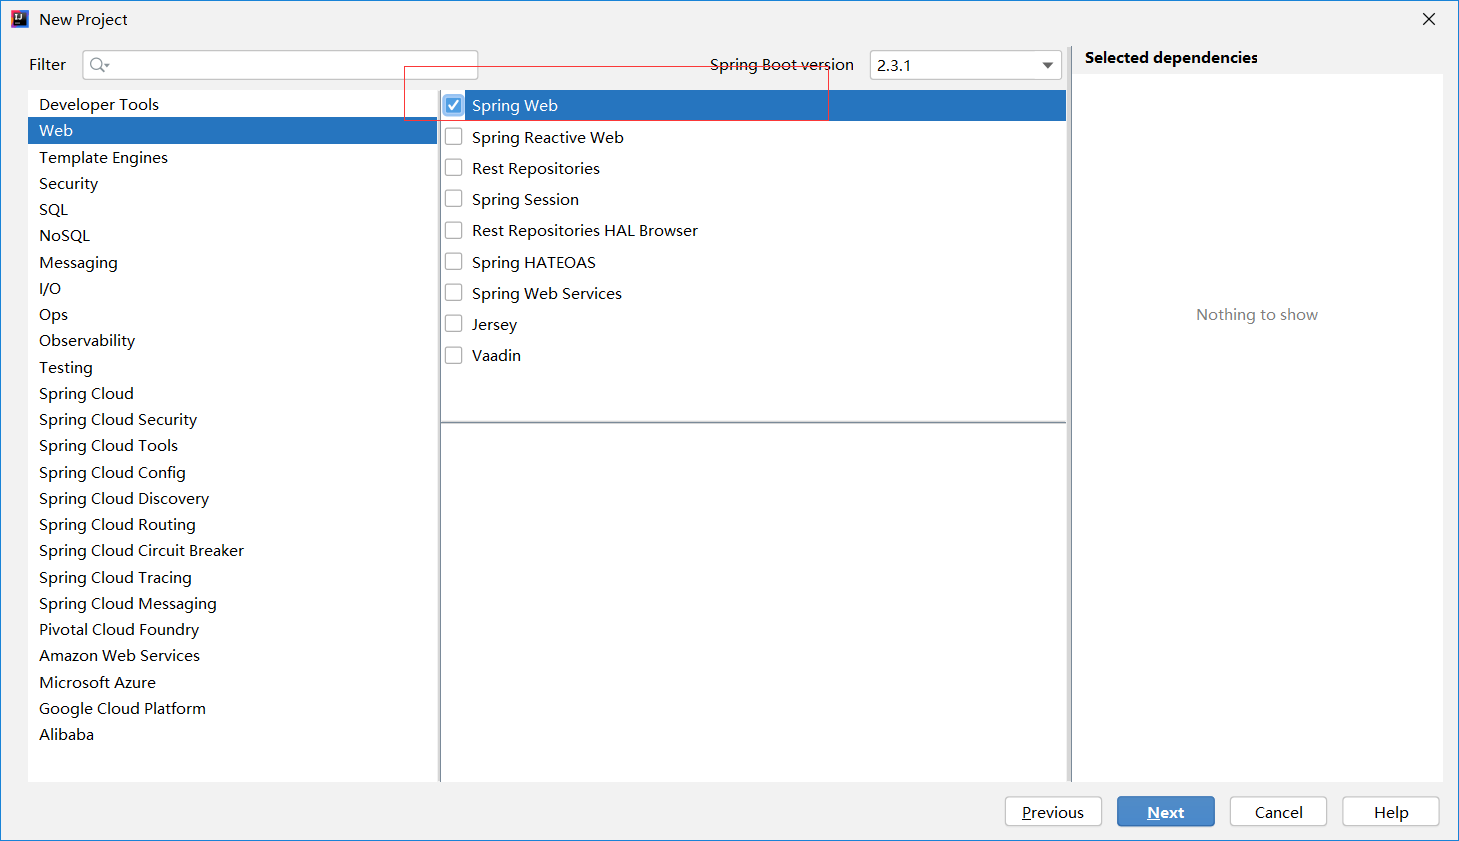 New Project
Filter
Spring Boot version
2.3.1
Selected dependencies
Developer Tools
Web
Template Engines
Security
SQL
NoSQL
Messaging
I/O
Ops
Observability
Testing
Spring Cloud
Spring Cloud Security
Spring Cloud Tools
Spring Cloud Config
Spring Cloud Discovery
Spring Cloud Routing
Spring Cloud Circuit Breaker
Spring Cloud Tracing
Spring Cloud Messaging
Pivotal Cloud Foundry
Amazon Web Services
Microsoft Azure
Google Cloud Platform
Alibaba
Spring Web
Spring Reactive Web
Rest Repositories
Spring Session
Rest Repositories HAL Browser
Spring HATEOAS
Spring Web Services
Jersey
Vaadin
Nothing to show
Previous
Next
Cancel
Help